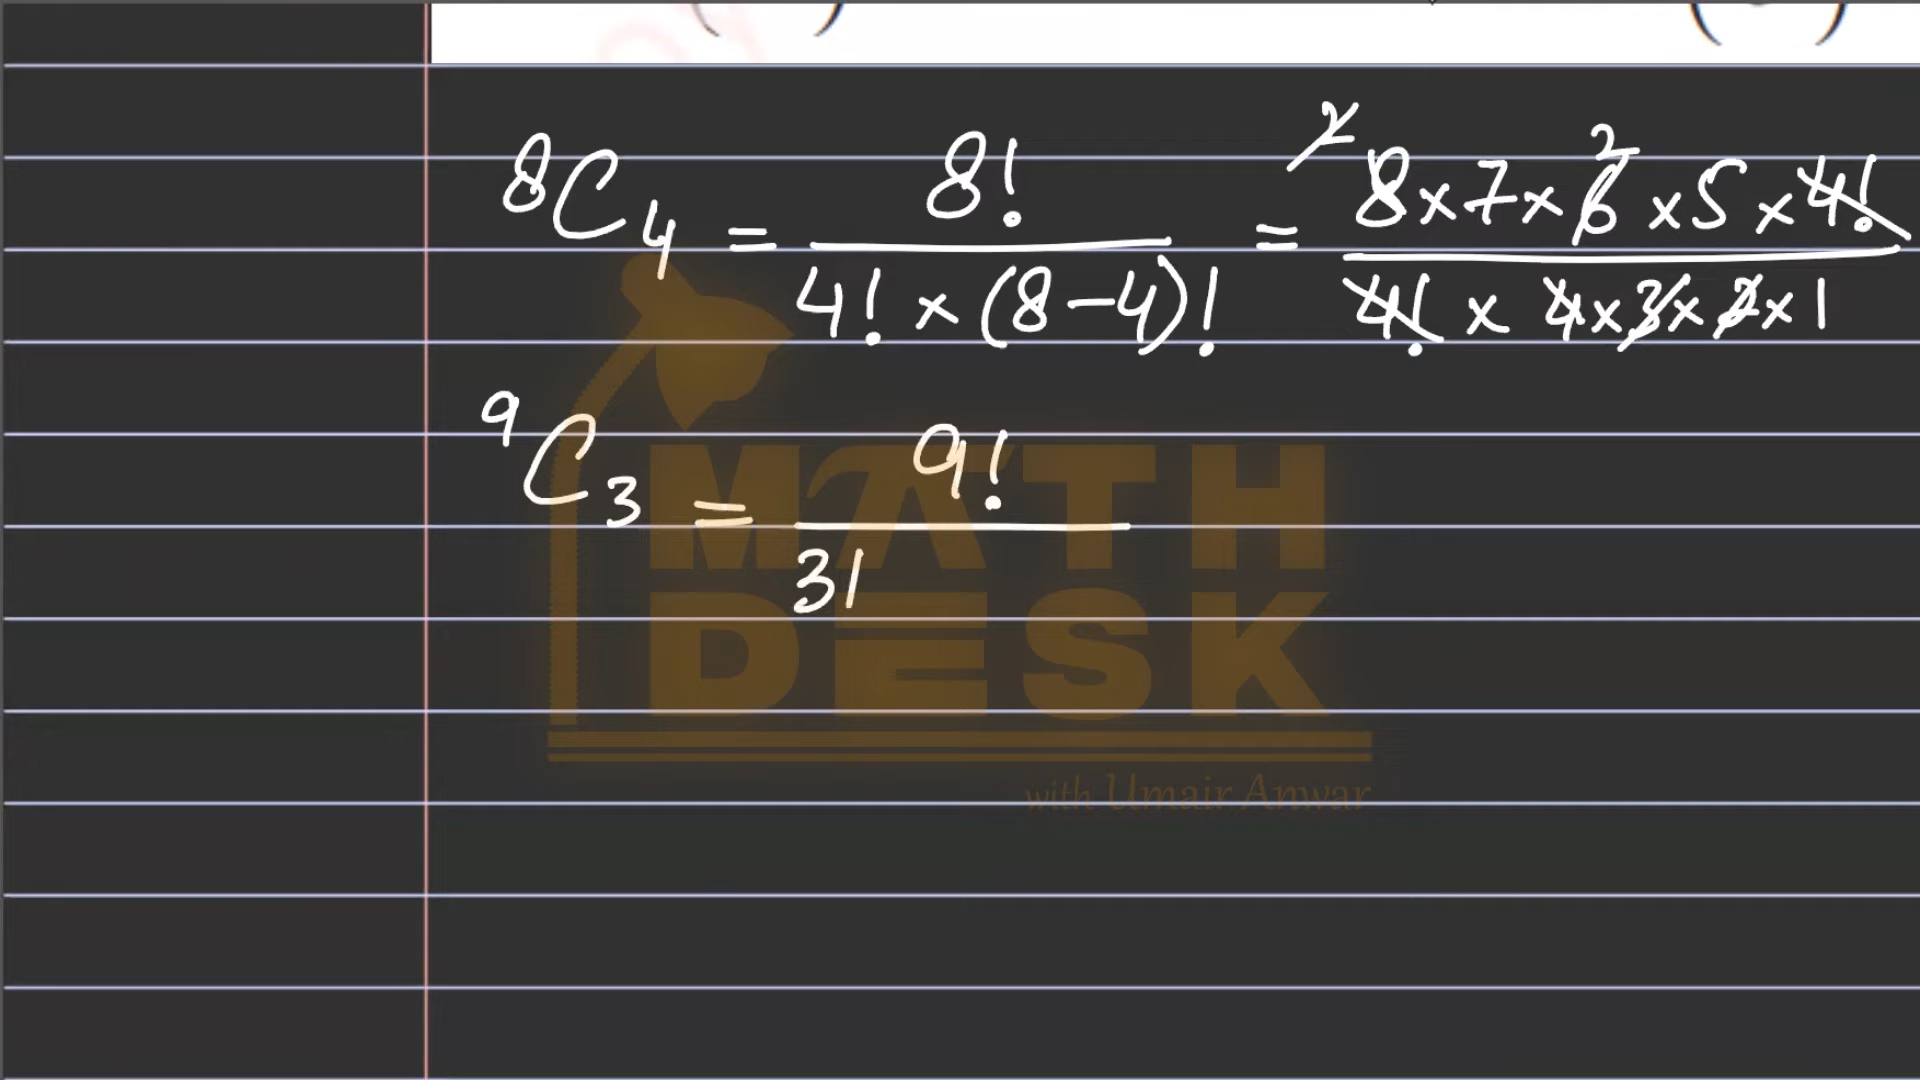 ⁸C₄ = 8! / (4! × (8 – 4)!) = 8 × 7 × 6 × 5 × 4! / (4! × 4 × 3 × 2 × 1)
2 2
⁹C₃ = 9! / 3!
MATH
DESK
with Umair Anwar